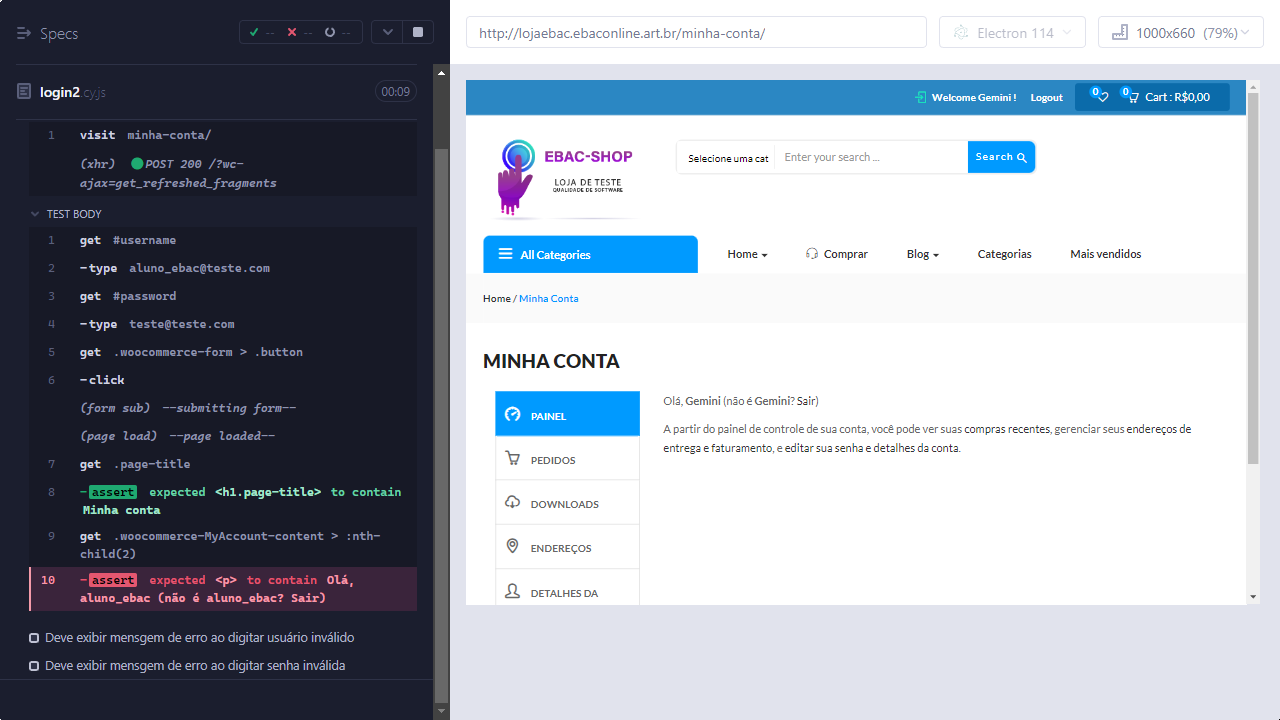 Specs
-- -- --
login2.cy.js
00:09
1 visit minha-conta/
(xhr) POST 200 /?wc-
ajax=get_refreshed_fragments
TEST BODY
1 get #username
2 -type aluno_ebac@teste.com
3 get #password
4 -type teste@teste.com
5 get .woocommerce-form > .button
6 -click
(form sub) --submitting form--
(page load) --page loaded--
7 get .page-title
8 -assert expected <h1.page-title> to contain
Minha conta
9 get .woocommerce-MyAccount-content > :nth-
child(2)
10 -assert expected <p> to contain Olá,
aluno_ebac (não é aluno_ebac? Sair)
Deve exibir mensgem de erro ao digitar usuário inválido
Deve exibir mensgem de erro ao digitar senha inválida
http://lojaebac.ebaconline.art.br/minha-conta/
Electron 114
1000x660 (79%)
Welcome Gemini !
Logout
0
0
Cart : R$0,00
EBAC-SHOP
LOJA DE TESTE
QUALIDADE DE SOFTWARE
Selecione uma cat
Enter your search ...
Search
All Categories
Home
Comprar
Blog
Categorias
Mais vendidos
Home / Minha Conta
MINHA CONTA
PAINEL
PEDIDOS
DOWNLOADS
ENDEREÇOS
DETALHES DA
Olá, Gemini (não é Gemini? Sair)
A partir do painel de controle de sua conta, você pode ver suas compras recentes, gerenciar seus endereços de
entrega e faturamento, e editar sua senha e detalhes da conta.